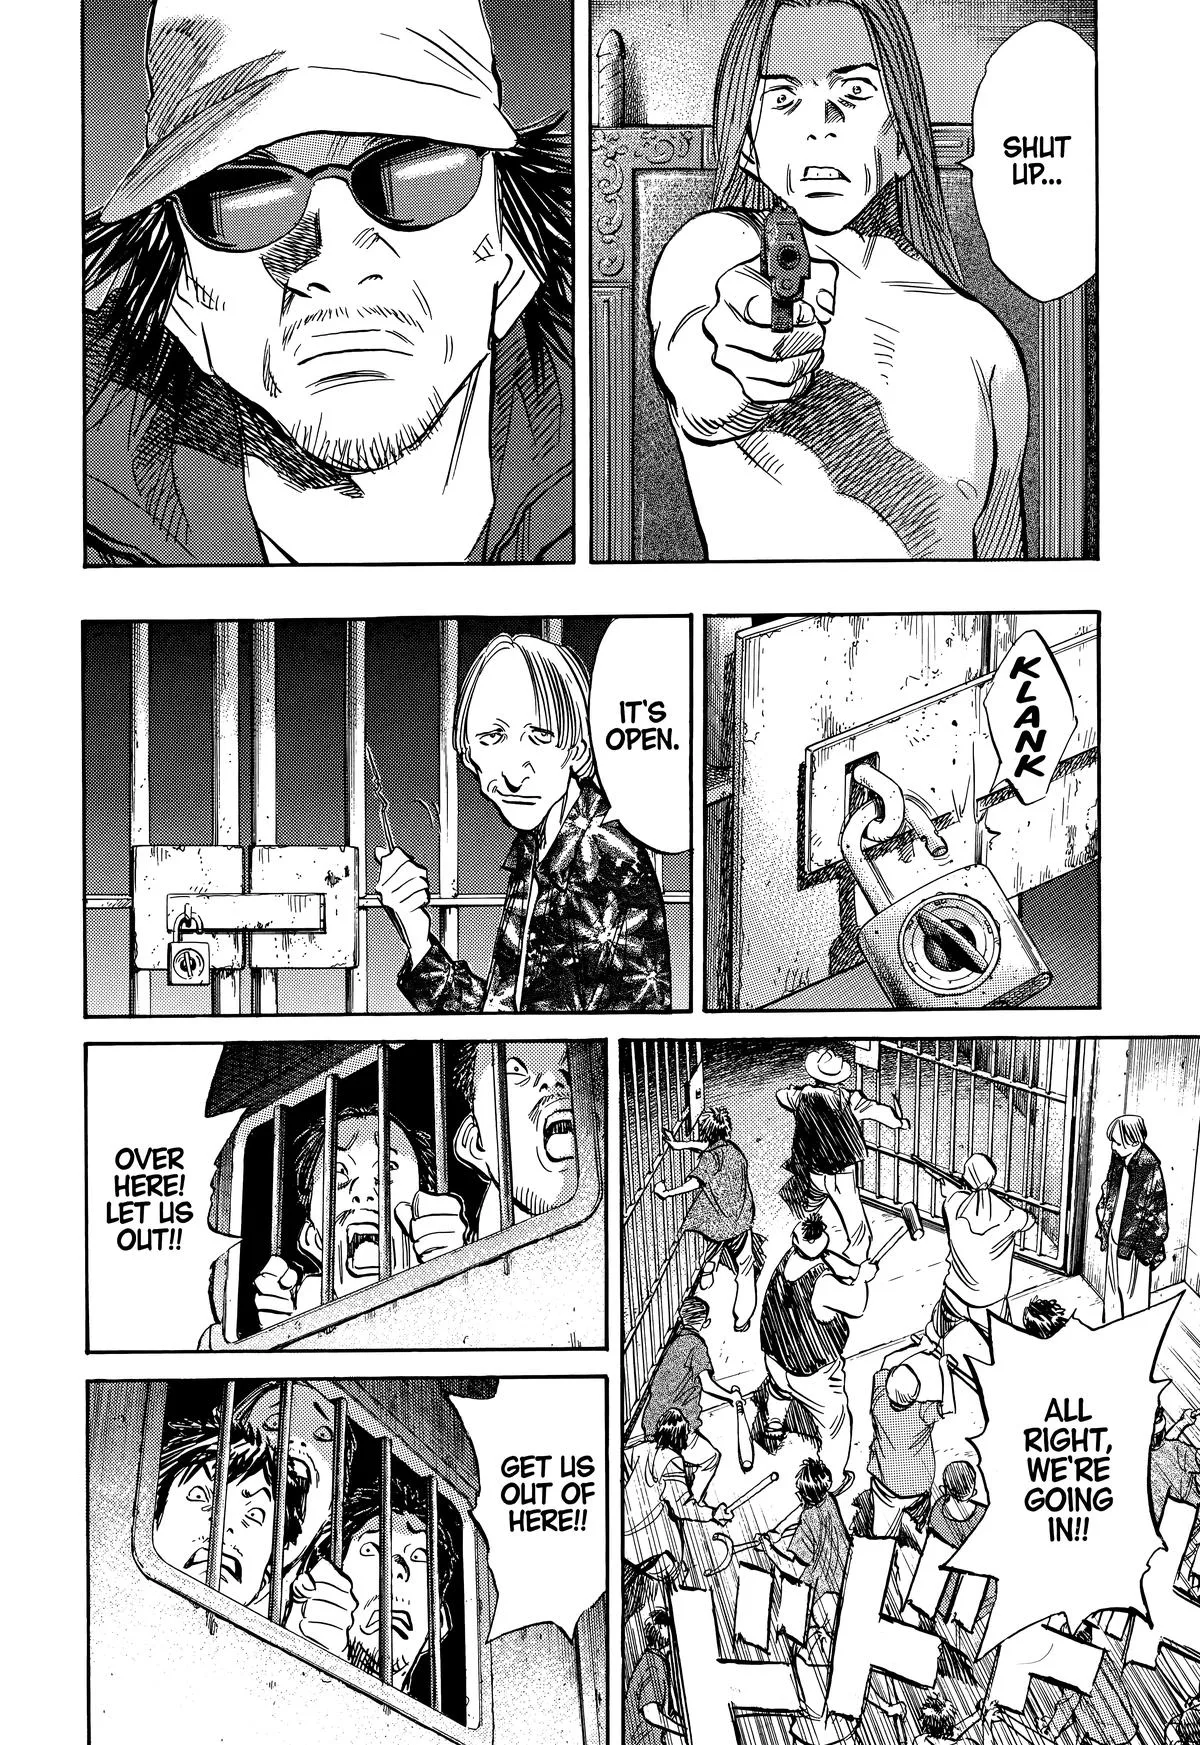 SHUT
UP...
KLANK
IT'S
OPEN.
ALL
RIGHT,
WE'RE
GOING
IN!!
OVER
HERE!
LET US
OUT!!
GET US
OUT OF
HERE!!